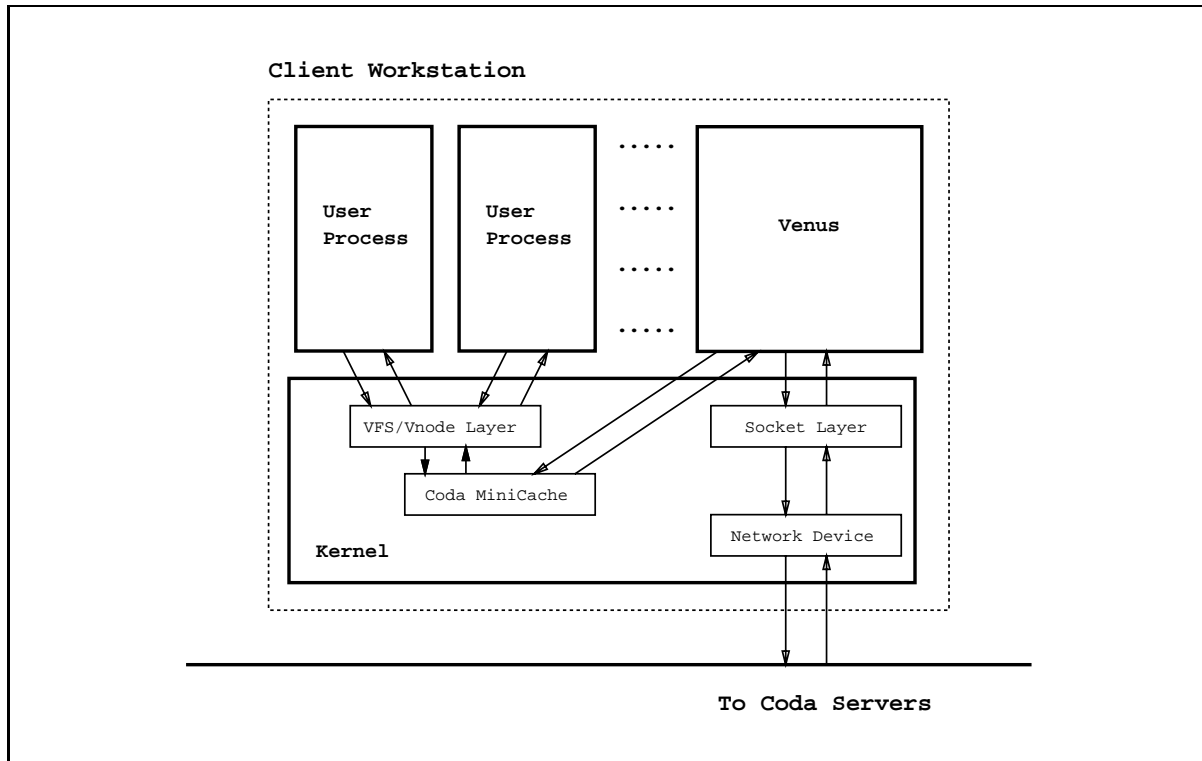 Client Workstation
.....
User
Process
User
Process
.....
Venus
.....
.....
VFS/Vnode Layer
Socket Layer
Coda MiniCache
Network Device
Kernel
To Coda Servers